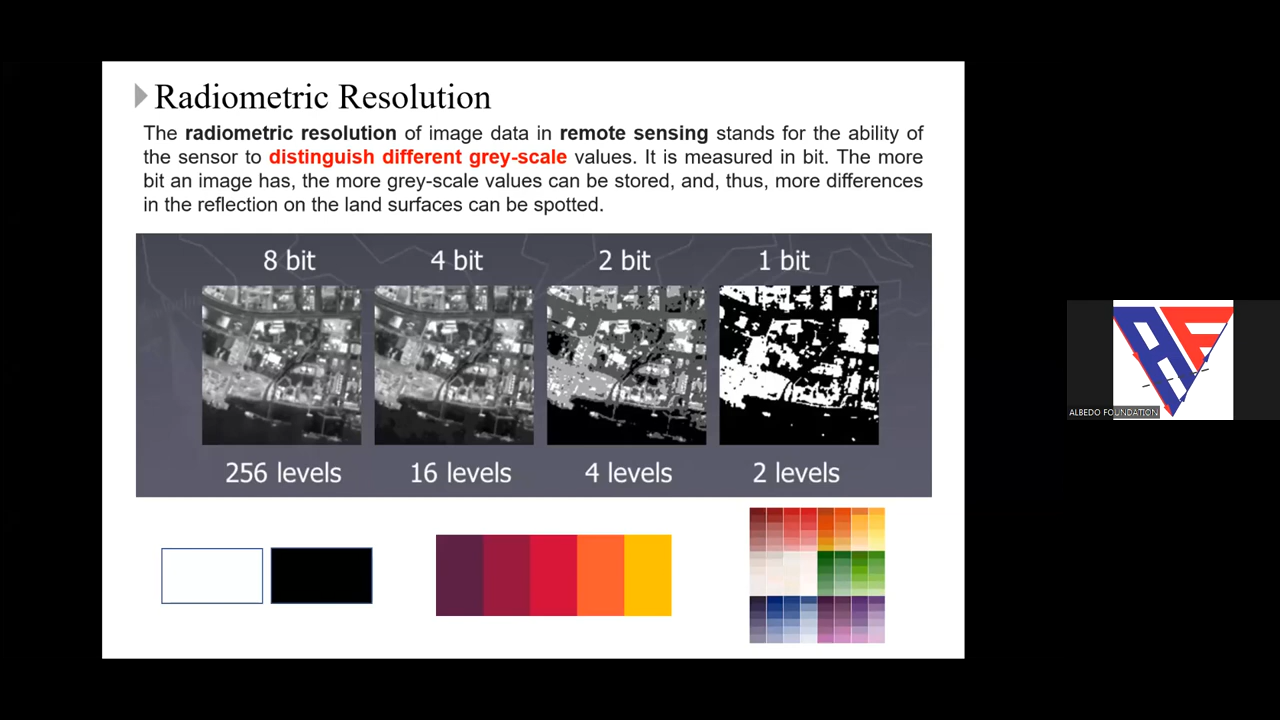 Radiometric Resolution
The radiometric resolution of image data in remote sensing stands for the ability of
the sensor to distinguish different grey-scale values. It is measured in bit. The more
bit an image has, the more grey-scale values can be stored, and, thus, more differences
in the reflection on the land surfaces can be spotted.
8 bit 4 bit 2 bit 1 bit
256 levels 16 levels 4 levels 2 levels
AF
ALBEDO FOUNDATION